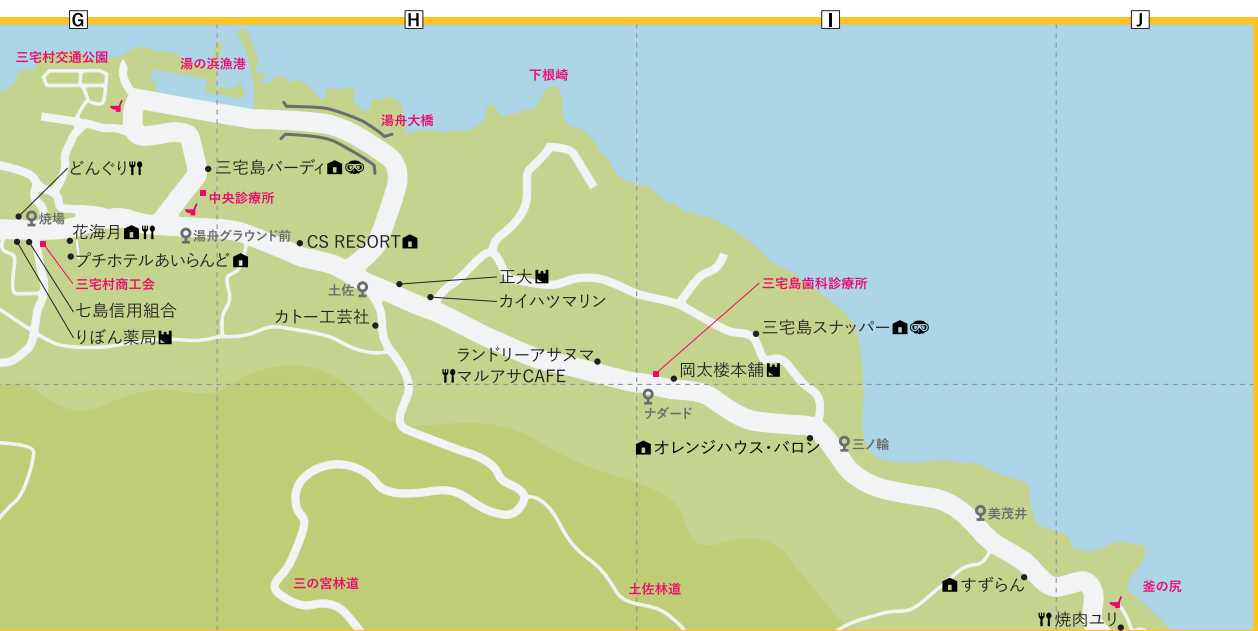 G
H
I
J
三宅村交通公園
湯の浜漁港
下根崎
湯舟大橋
どんぐり
三宅島バーディ
中央診療所
焼場
花海月
湯舟グラウンド前
CS RESORT
プチホテルあいらんど
三宅村商工会
土佐
正大
三宅島歯科診療所
カイハツマリン
七島信用組合
カトー工芸社
りぼん薬局
三宅島スナッパー
ランドリーアサヌマ
マルアサCAFE
岡太楼本舗
ナダード
オレンジハウス・バロン
三ノ輪
美茂井
三の宮林道
土佐林道
すずらん
釜の尻
焼肉ユリ